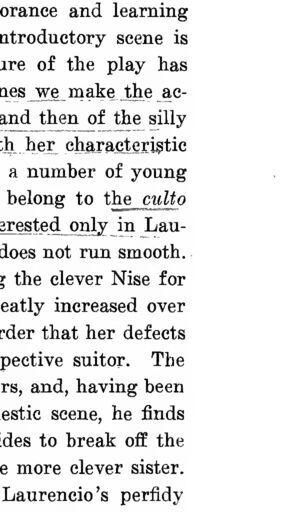 orance and learning
ntroductory scene is
ure of the play has
nes we make the ac-
and then of the silly
th her characteristic
a number of young
belong to the culto
erested only in Lau-
does not run smooth.
g the clever Nise for
eatly increased over
rder that her defects
pective suitor. The
rs, and, having been
estic scene, he finds
ides to break off the
e more clever sister.
Laurencio's perfidy